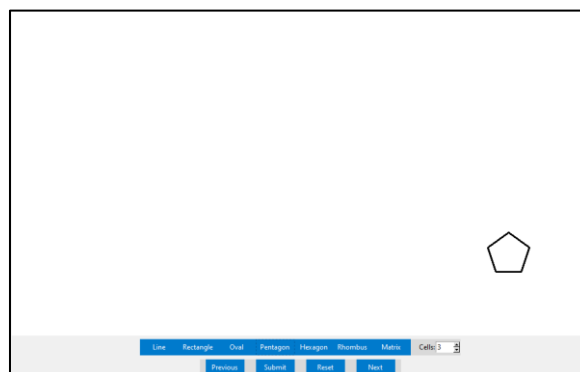 Line Rectangle Oval Pentagon Hexagon Rhombus Matrix Cells: 3
Previous Submit Reset Next